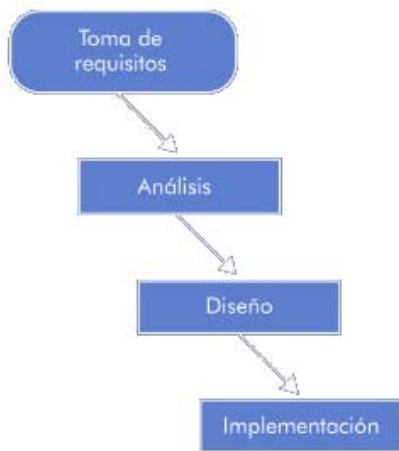 Toma de
requisitos
Análisis
Diseño
Implementación